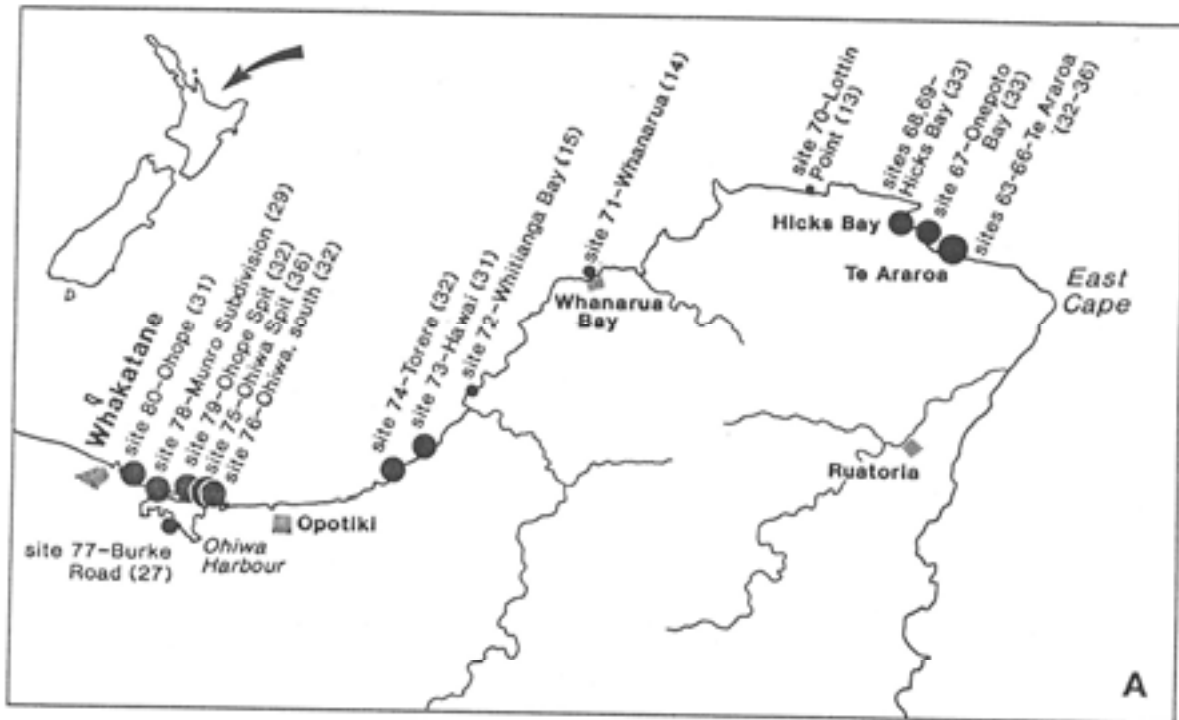 site 70-Lottin
Point (13)
sites 68,69-
Hicks Bay (33)
site 67-Onepoto
Bay (33)
sites 63-66-Te Araroa
(32-36)
site 71-Whanarua (14)
site 72-Whitianga Bay (15)
site 73-Hawai (31)
site 74-Torere (32)
Whakatane
site 80-Ohope (31)
site 78-Munro Subdivision (29)
site 79-Ohope Spit (32)
site 75-Ohiwa Spit (36)
site 76-Ohiwa, south (32)
Hicks Bay
Te Araroa
East
Cape
Whanarua
Bay
Ruatoria
Opotiki
site 77-Burke
Road (27)
Ohiwa
Harbour
A